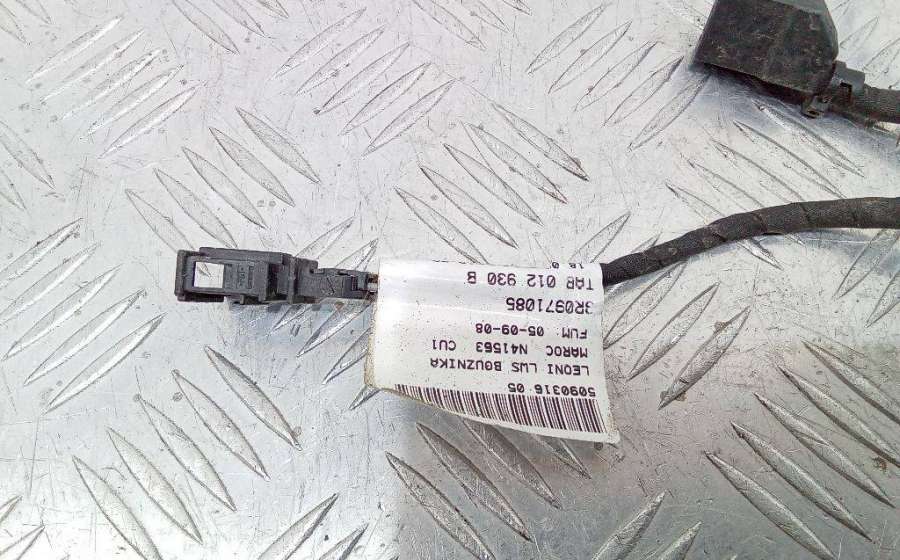 5090316 05
LEONI LWS BOUZNIKA
MAROC N41563 CU1
FUM: 05-09-08
3R0971085
TAB 012 930 B